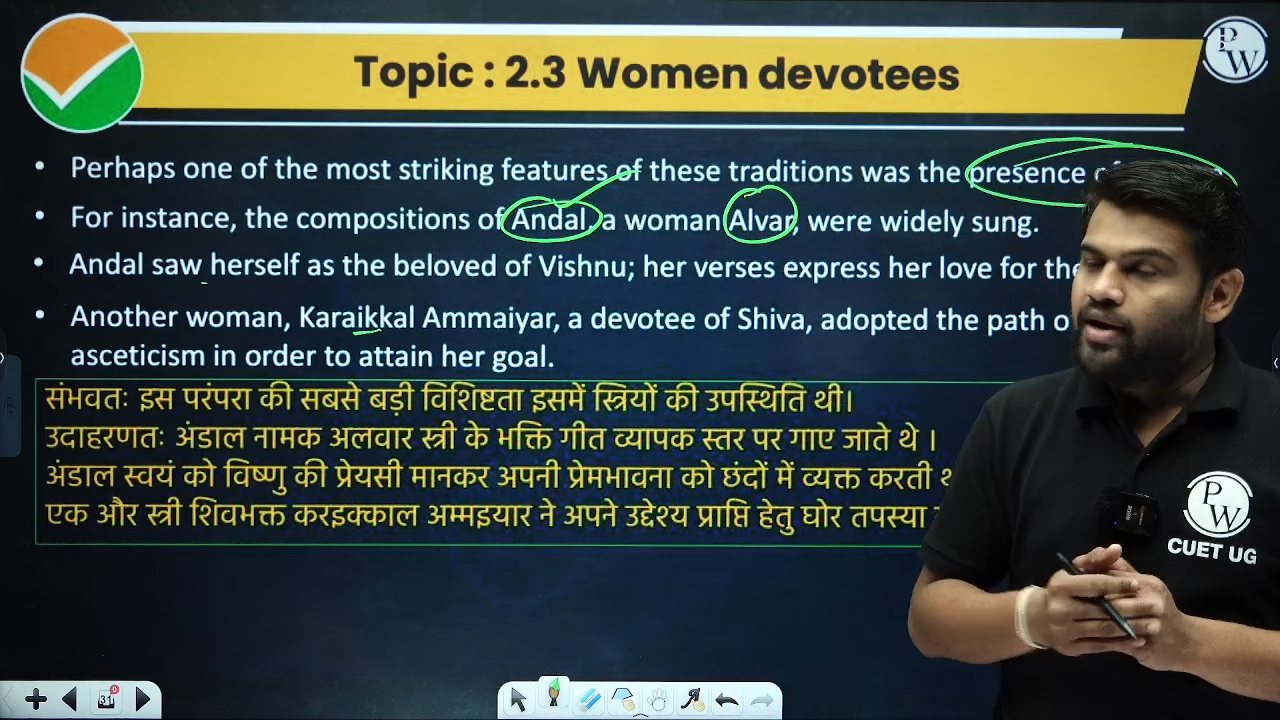 Topic : 2.3 Women devotees
P
W
• Perhaps one of the most striking features of these traditions was the presence
• For instance, the compositions of Andal, a woman Alvar, were widely sung.
• Andal saw herself as the beloved of Vishnu; her verses express her love for the
• Another woman, Karaikkal Ammaiyar, a devotee of Shiva, adopted the path
asceticism in order to attain her goal.
संभवतः इस परंपरा की सबसे बड़ी विशिष्टता इसमें स्त्रियों की उपस्थिति थी।
उदाहरणतः अंडाल नामक अलवार स्त्री के भक्ति गीत व्यापक स्तर पर गाए जाते थे ।
अंडाल स्वयं को विष्णु की प्रेयसी मानकर अपनी प्रेमभावना को छंदों में व्यक्त करती
एक और स्त्री शिवभक्त करइक्काल अम्मइयार ने अपने उद्देश्य प्राप्ति हेतु घोर तपस्या
P
W
CUET UG
31